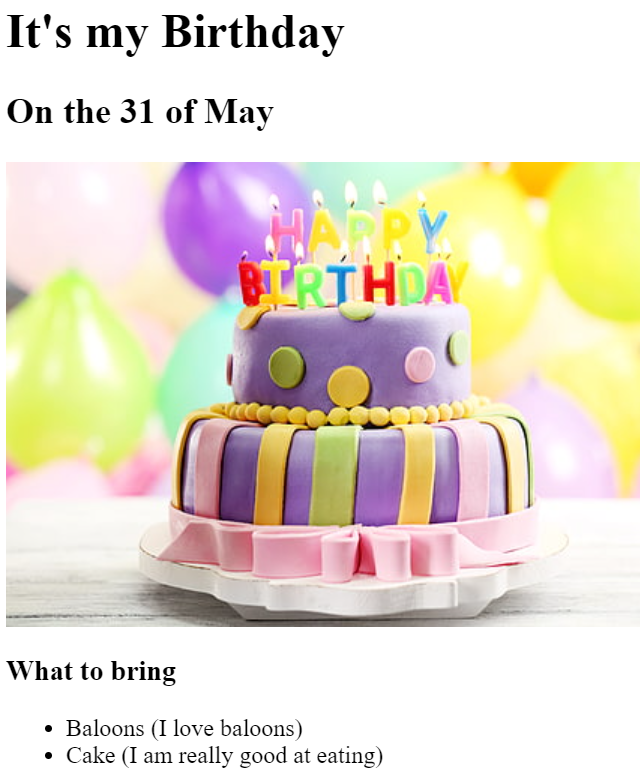 It's my Birthday
On the 31 of May
HAPPY
BIRTHDAY
What to bring
Baloons (I love baloons)
Cake (I am really good at eating)